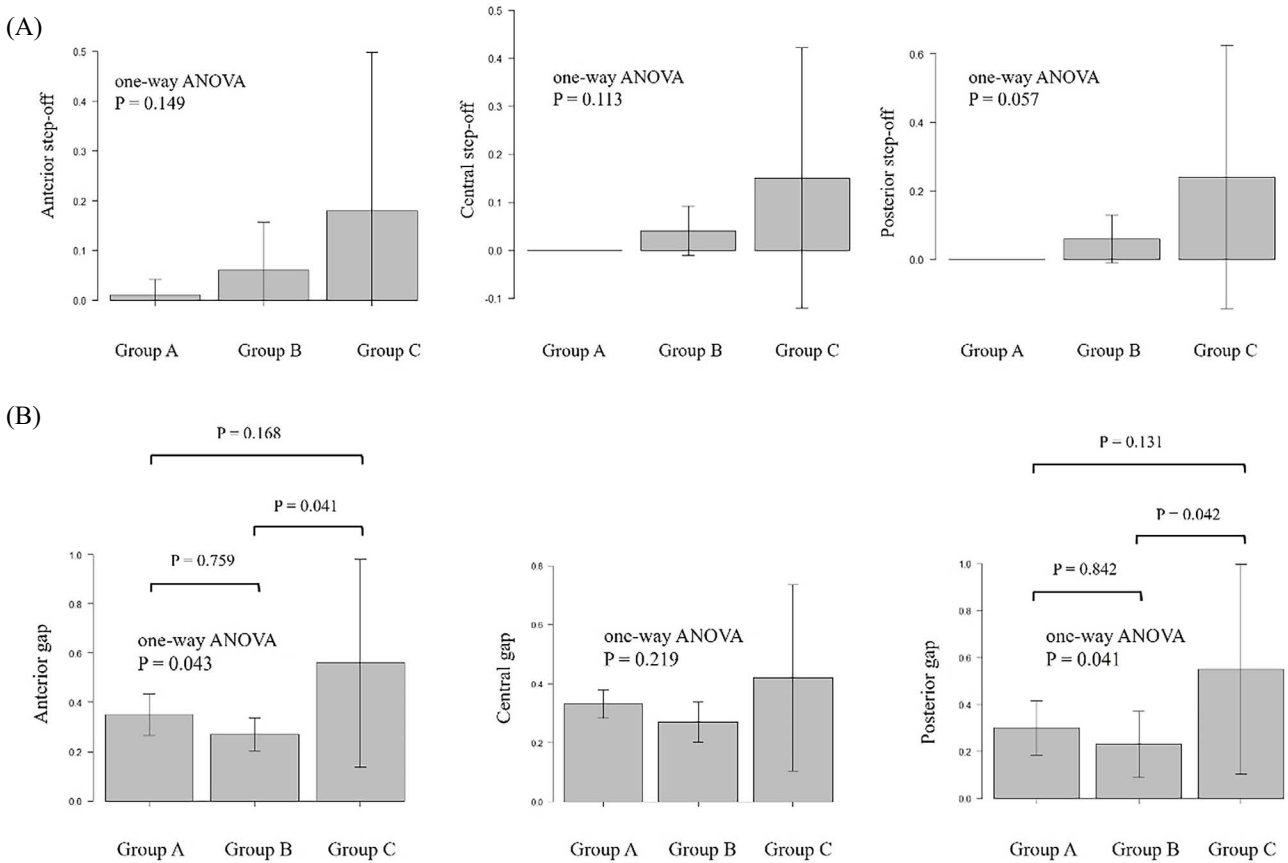 (A)
Anterior step-off
0.5
0.4
0.3
0.2
0.1
0.0
one-way ANOVA
P = 0.149
Group A Group B Group C
Central step-off
0.5
0.4
0.3
0.2
0.1
0.0
-0.1
one-way ANOVA
P = 0.113
Group A Group B Group C
Posterior step-off
0.6
0.4
0.2
0.0
one-way ANOVA
P = 0.057
Group A Group B Group C
(B)
P = 0.168
P = 0.041
P = 0.759
Anterior gap
1.0
0.8
0.6
0.4
0.2
0.0
one-way ANOVA
P = 0.043
Group A Group B Group C
Central gap
0.8
0.6
0.4
0.2
0.0
one-way ANOVA
P = 0.219
Group A Group B Group C
P = 0.131
P = 0.042
P = 0.842
Posterior gap
1.0
0.8
0.6
0.4
0.2
0.0
one-way ANOVA
P = 0.041
Group A Group B Group C